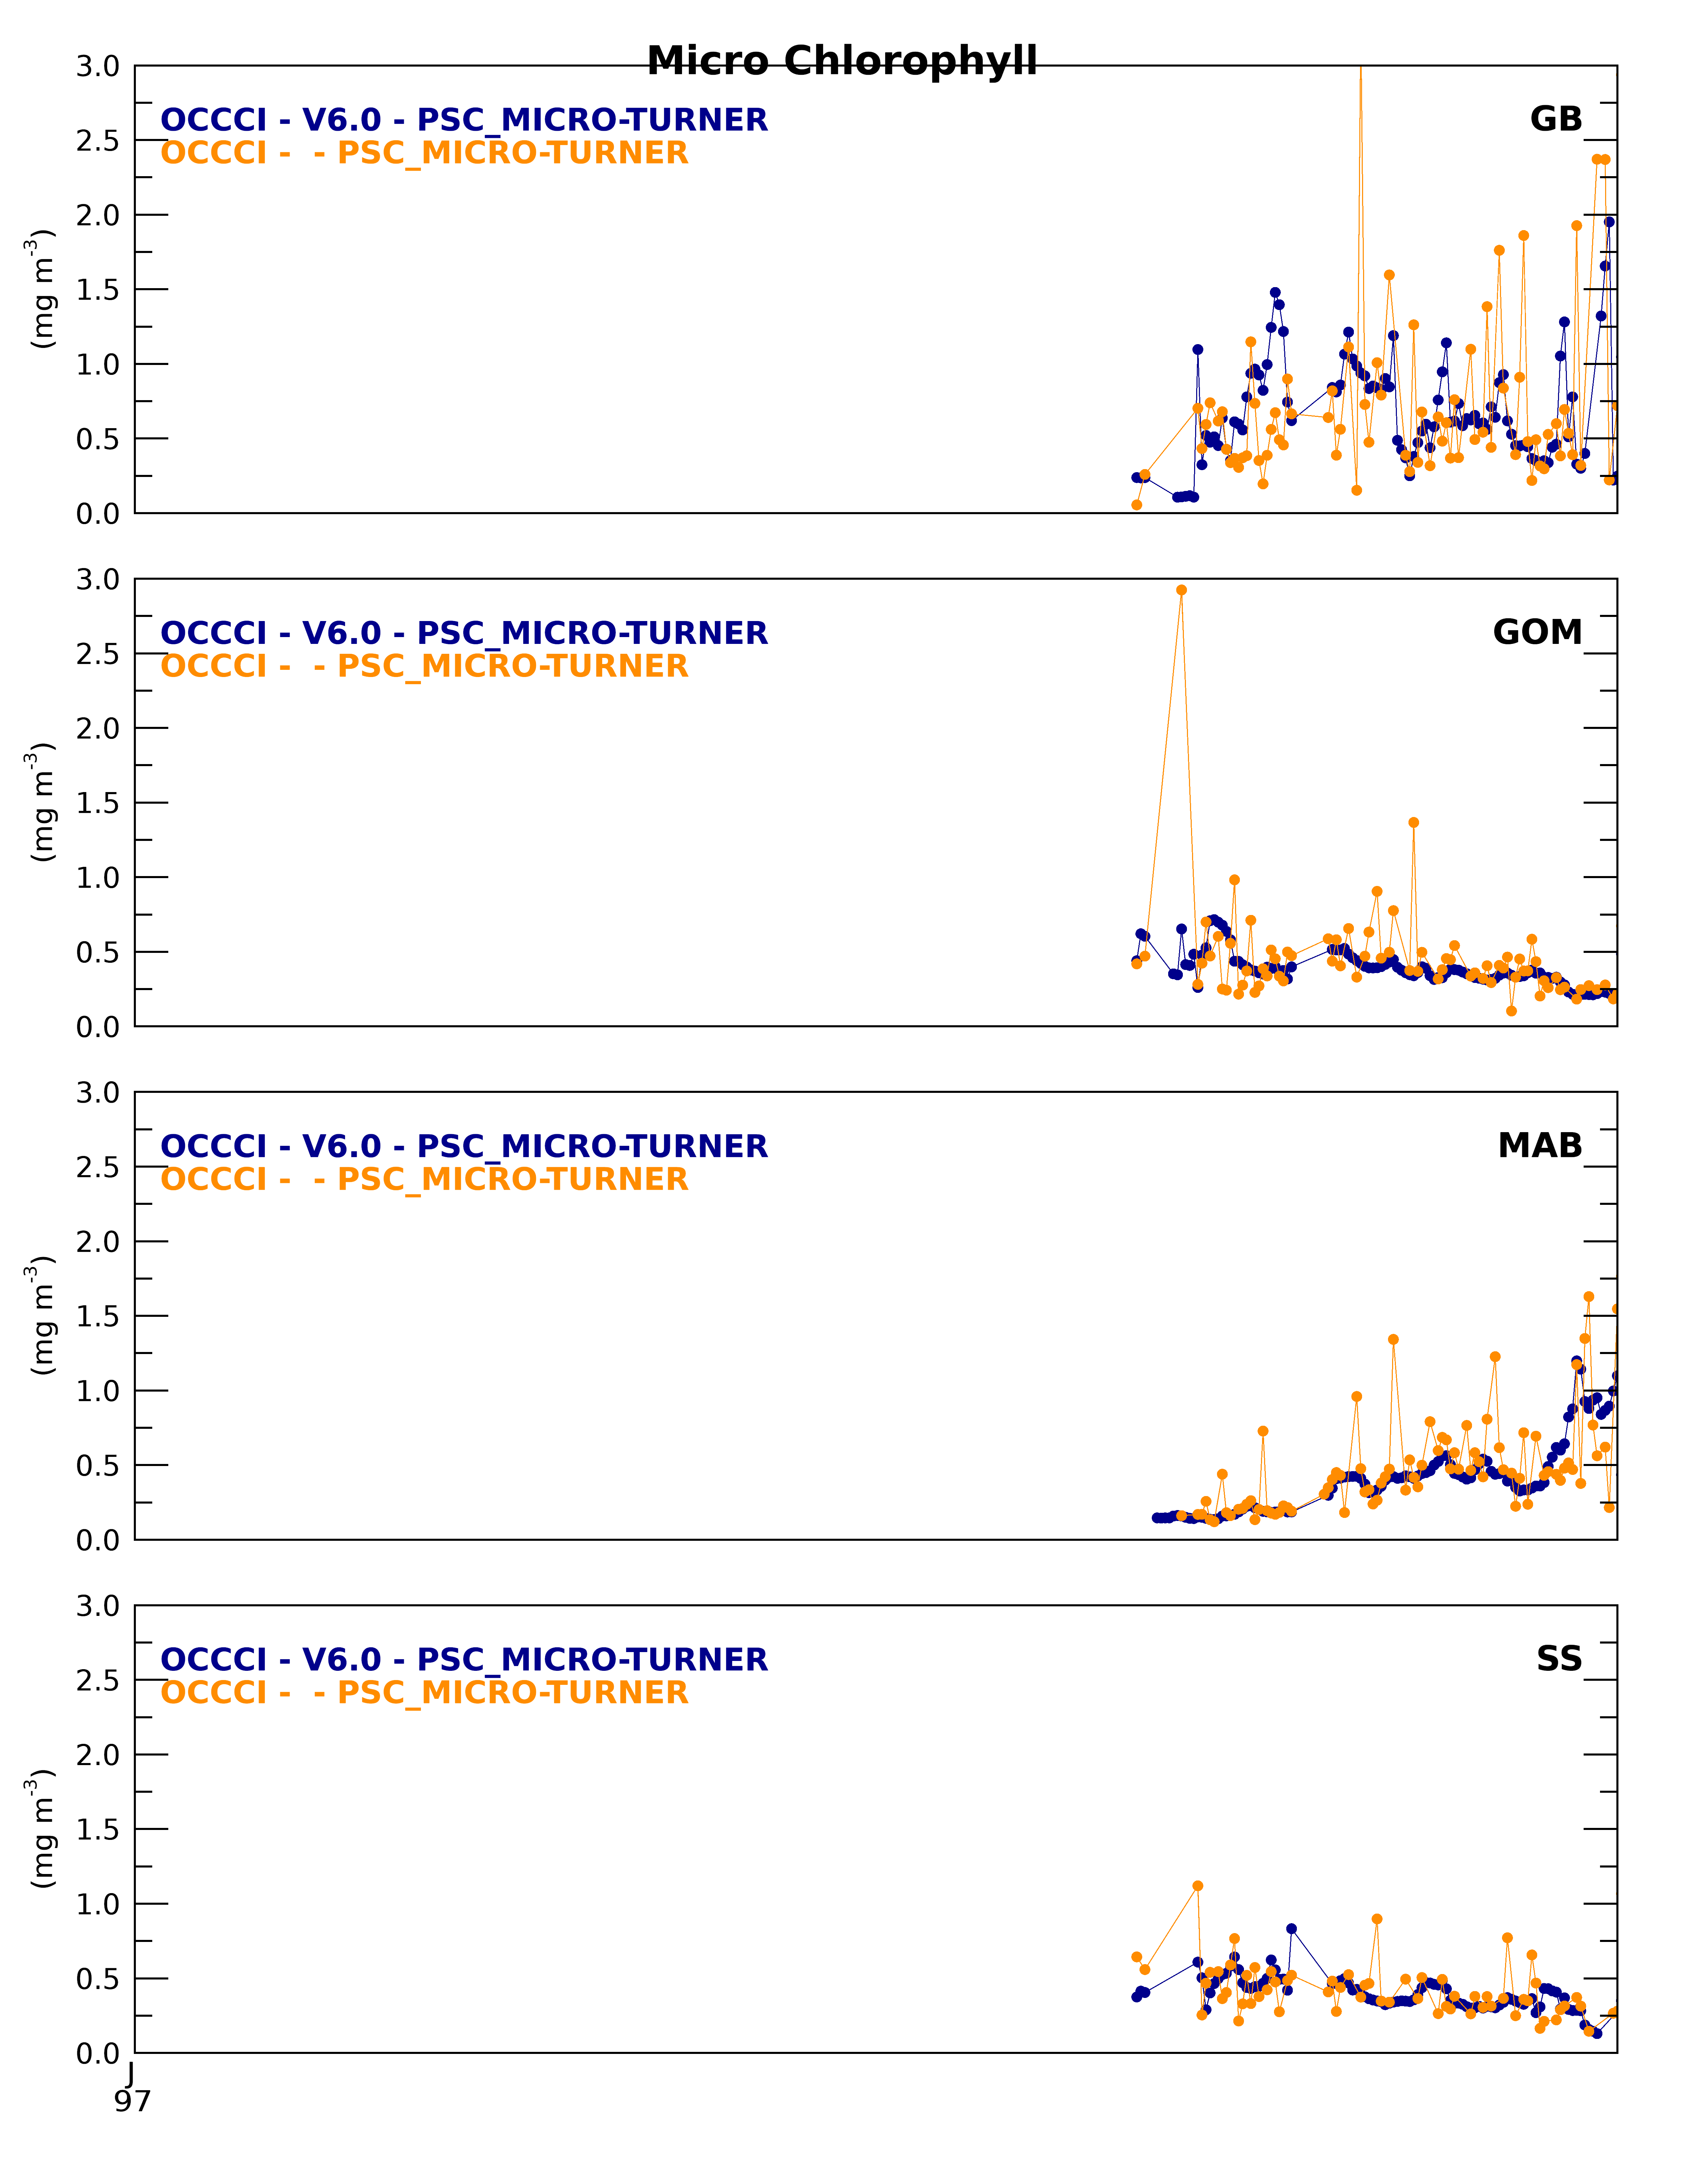 Micro Chlorophyll
3.0
2.5
2.0
1.5
1.0
0.5
0.0
(mg m-3)
OCCCI - V6.0 - PSC_MICRO-TURNER
OCCCI -  - PSC_MICRO-TURNER
GB
3.0
2.5
2.0
1.5
1.0
0.5
0.0
(mg m-3)
OCCCI - V6.0 - PSC_MICRO-TURNER
OCCCI -  - PSC_MICRO-TURNER
GOM
3.0
2.5
2.0
1.5
1.0
0.5
0.0
(mg m-3)
OCCCI - V6.0 - PSC_MICRO-TURNER
OCCCI -  - PSC_MICRO-TURNER
MAB
3.0
2.5
2.0
1.5
1.0
0.5
0.0
(mg m-3)
OCCCI - V6.0 - PSC_MICRO-TURNER
OCCCI -  - PSC_MICRO-TURNER
SS
J
97